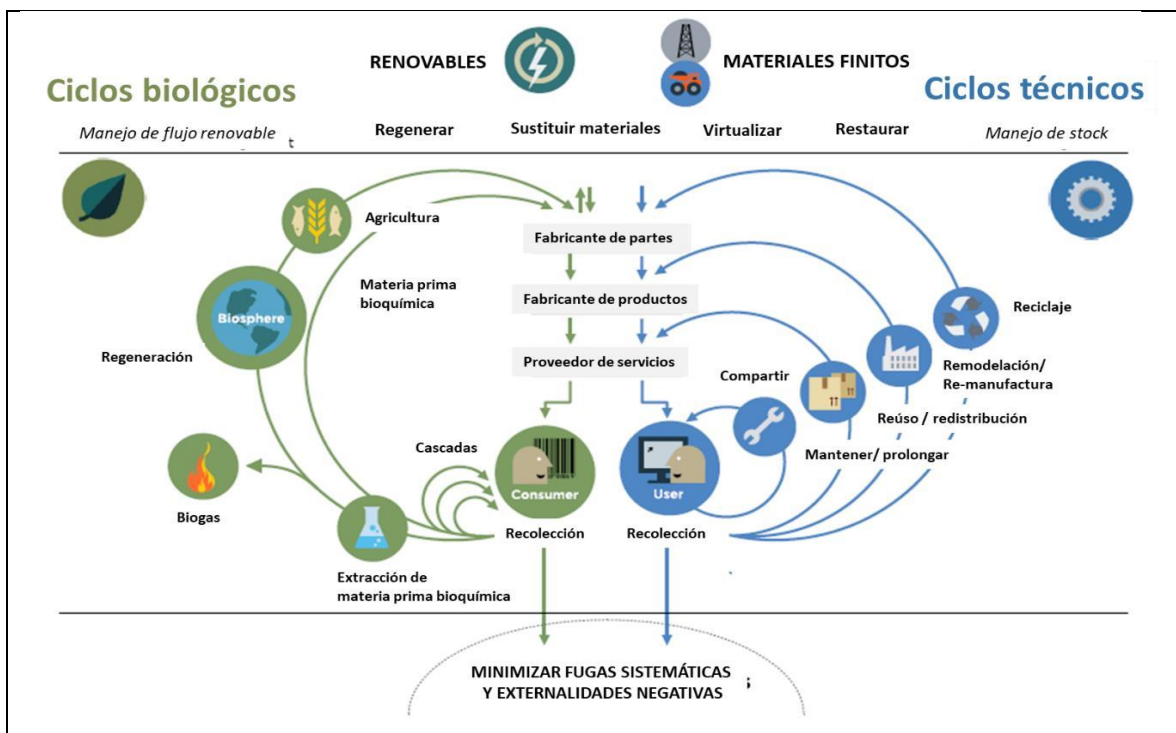 RENOVABLES
MATERIALES FINITOS
Ciclos biológicos
Ciclos técnicos
Manejo de flujo renovable
Regenerar
Sustituir materiales
Virtualizar
Restaurar
Manejo de stock
t
Agricultura
Fabricante de partes
Materia prima
bioquímica
Fabricante de productos
Biosphere
Reciclaje
Regeneración
Proveedor de servicios
Compartir
Remodelación/
Re-manufactura
Reúso / redistribución
Cascadas
Mantener/ prolongar
Consumer
User
Biogas
Recolección
Recolección
Extracción de
materia prima bioquímica
MINIMIZAR FUGAS SISTEMÁTICAS
Y EXTERNALIDADES NEGATIVAS